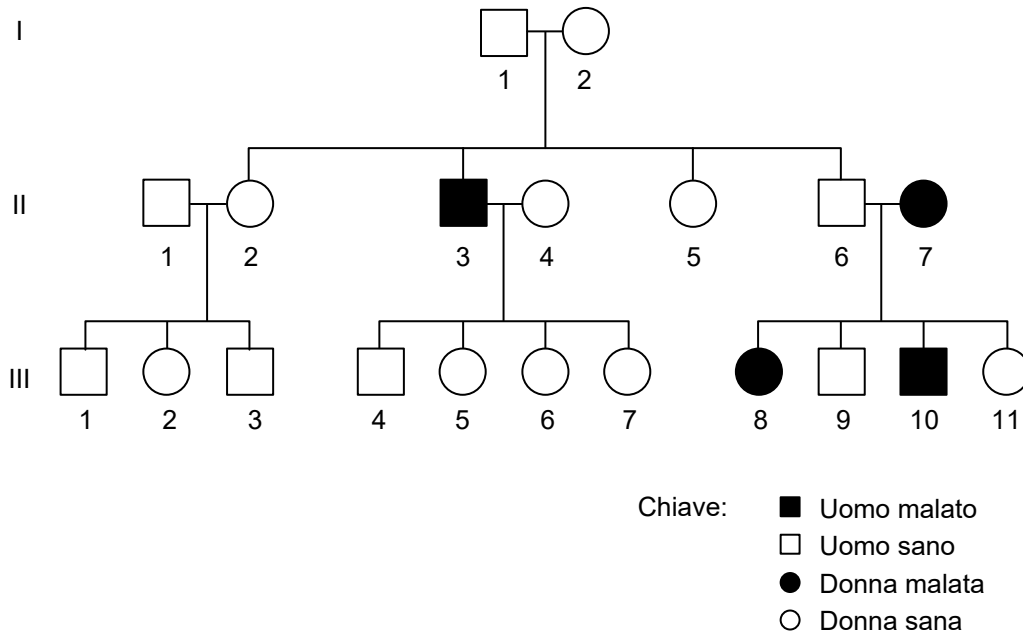 I
1 2
II
1 2 3 4 5 6 7
III
1 2 3 4 5 6 7 8 9 10 11
Chiave:
Uomo malato
Uomo sano
Donna malata
Donna sana